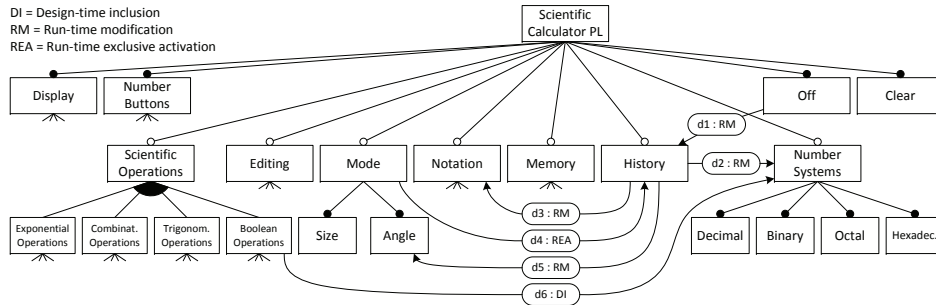 DI = Design-time inclusion
RM = Run-time modification
REA = Run-time exclusive activation
Scientific
Calculator PL
Display
Number
Buttons
Off
Clear
d1 : RM
Scientific
Operations
Editing
Mode
Notation
Memory
History
d2 : RM
Number
Systems
d3 : RM
Exponential
Operations
Combinat.
Operations
Trigonom.
Operations
Boolean
Operations
Size
Angle
d4 : REA
Decimal
Binary
Octal
Hexadec.
d5 : RM
d6 : DI